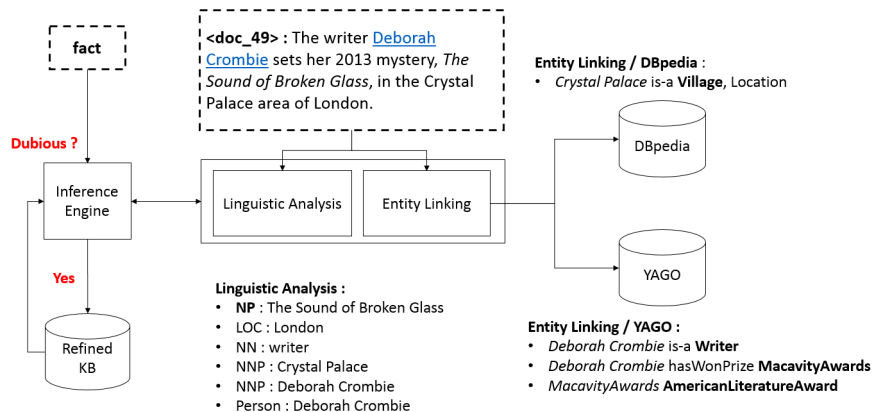 fact
<doc_49> : The writer Deborah
Crombie sets her 2013 mystery, The
Sound of Broken Glass, in the Crystal
Palace area of London.
Entity Linking / DBpedia :
• Crystal Palace is-a Village, Location
Dubious ?
DBpedia
Inference
Engine
Linguistic Analysis
Entity Linking
YAGO
Yes
Refined
KB
Linguistic Analysis :
• NP : The Sound of Broken Glass
• LOC : London
• NN : writer
• NNP : Crystal Palace
• NNP : Deborah Crombie
• Person : Deborah Crombie
Entity Linking / YAGO :
• Deborah Crombie is-a Writer
• Deborah Crombie hasWonPrize MacavityAwards
• MacavityAwards AmericanLiteratureAward